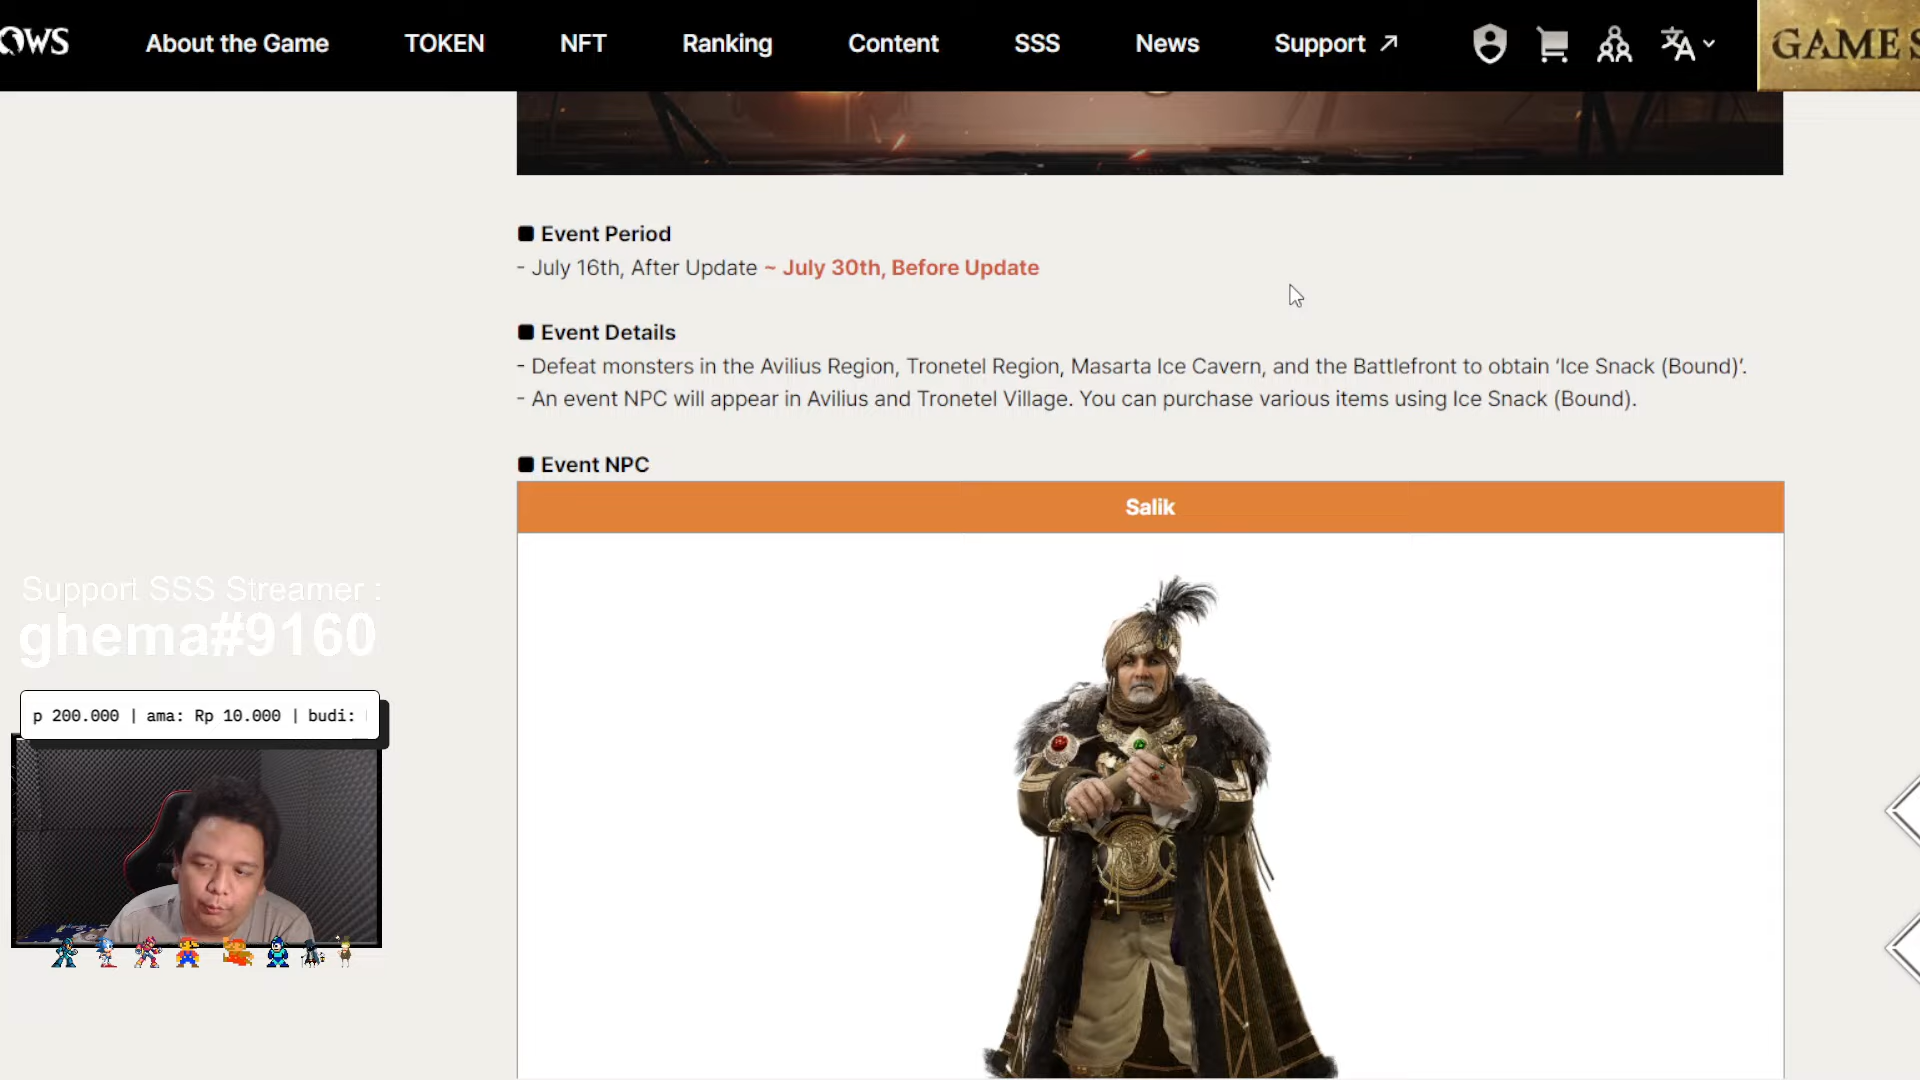 OWS
About the Game
TOKEN
NFT
Ranking
Content
SSS
News
Support
GAME S
■ Event Period
- July 16th, After Update ~ July 30th, Before Update
■ Event Details
- Defeat monsters in the Avilius Region, Tronetel Region, Masarta Ice Cavern, and the Battlefront to obtain ‘Ice Snack (Bound)’.
- An event NPC will appear in Avilius and Tronetel Village. You can purchase various items using Ice Snack (Bound).
■ Event NPC
Salik
Support SSS Streamer :
ghema#9160
p 200.000 | ama: Rp 10.000 | budi: